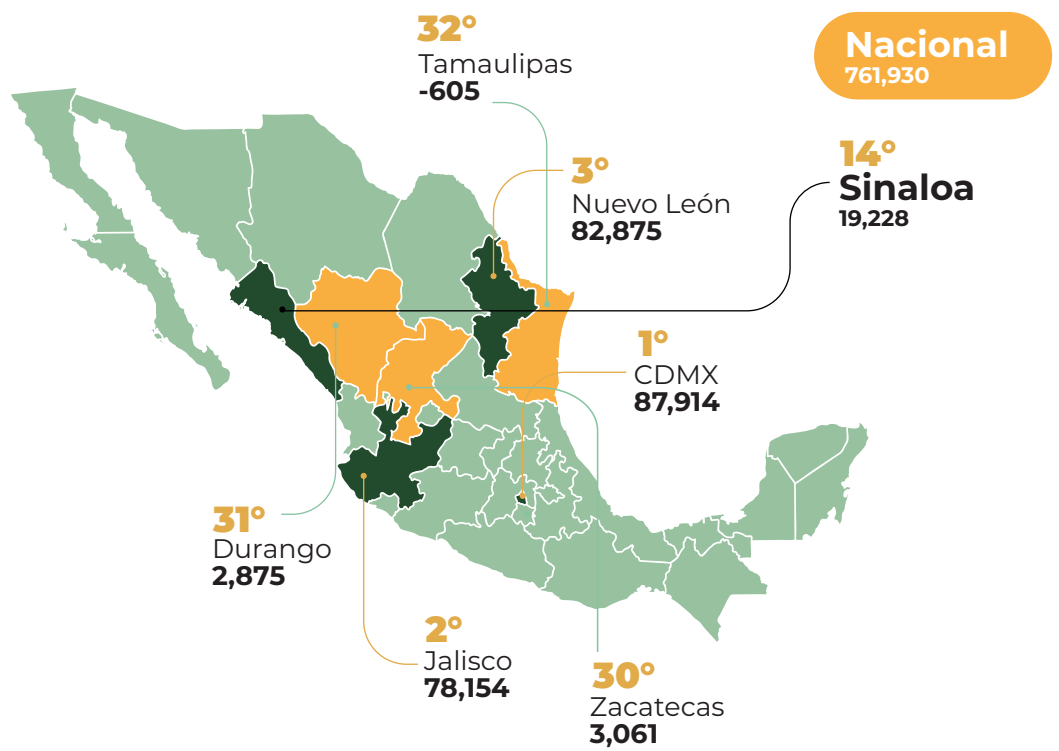 32°
Tamaulipas
-605
Nacional
761,930
14°
Sinaloa
19,228
3°
Nuevo León
82,875
1°
CDMX
87,914
31°
Durango
2,875
2°
Jalisco
78,154
30°
Zacatecas
3,061